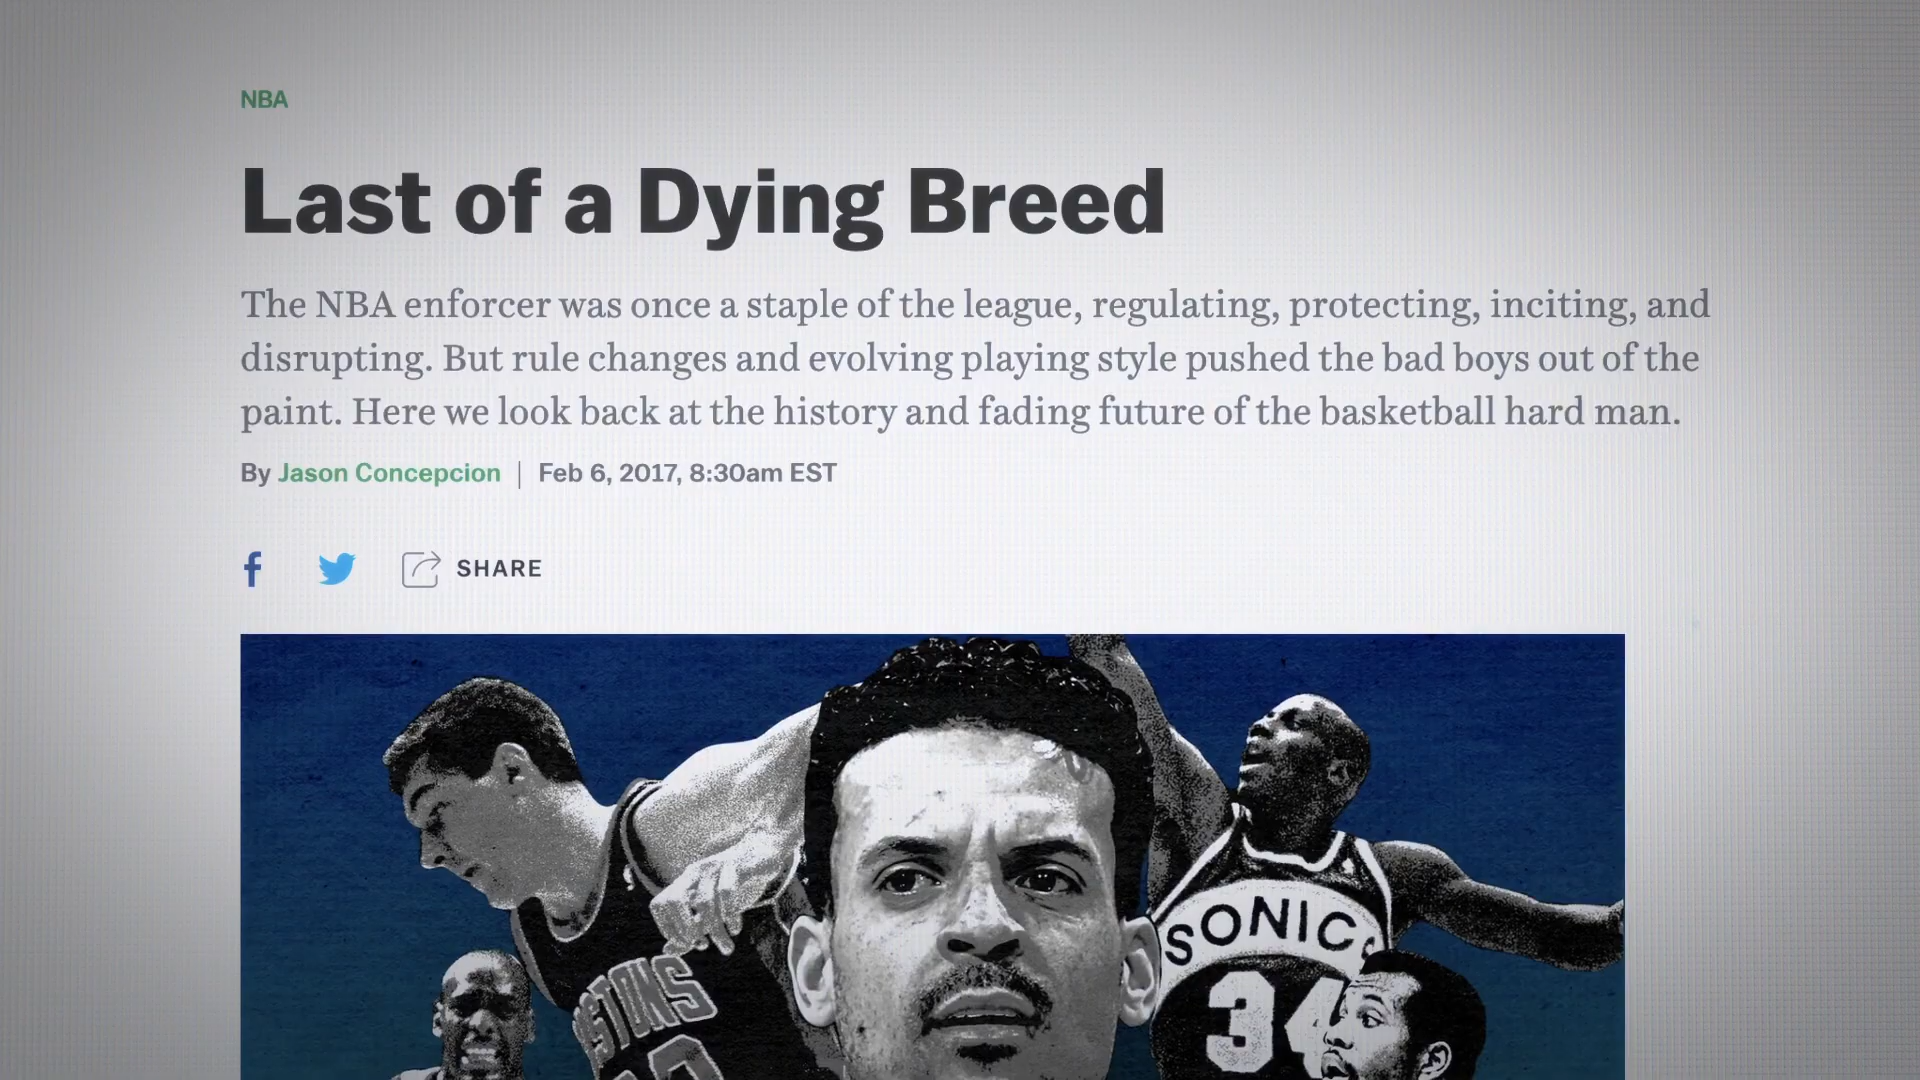 NBA
Last of a Dying Breed
The NBA enforcer was once a staple of the league, regulating, protecting, inciting, and
disrupting. But rule changes and evolving playing style pushed the bad boys out of the
paint. Here we look back at the history and fading future of the basketball hard man.
By Jason Concepcion | Feb 6, 2017, 8:30am EST
SHARE
SONICS
34